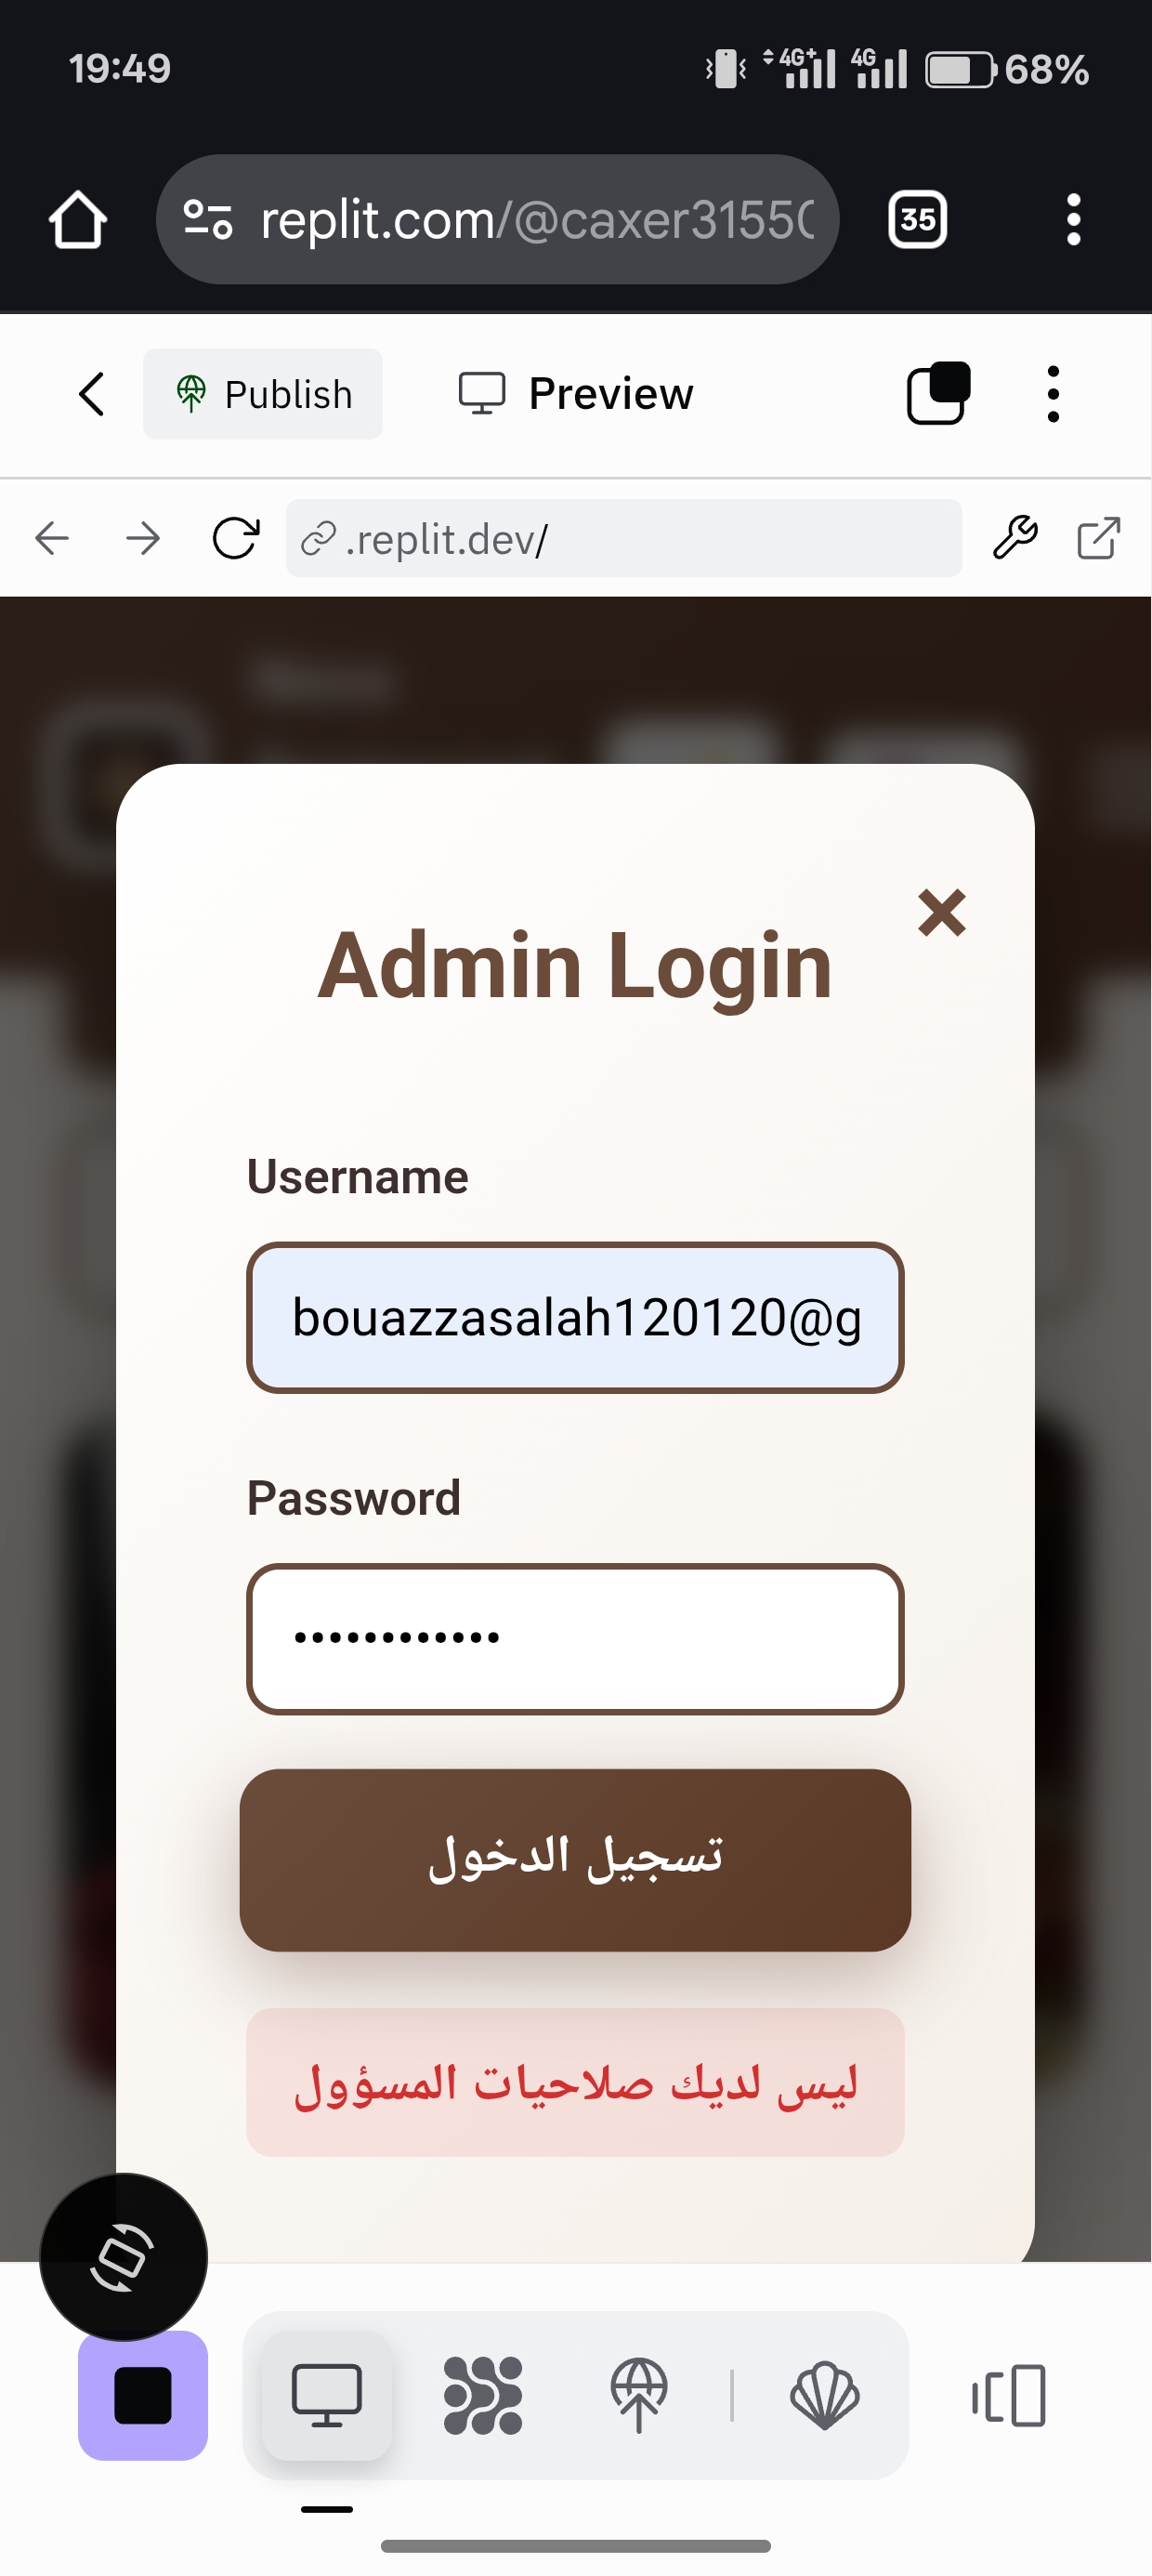 19:49
4G+
4G
68%
replit.com/@caxer3155
35
Publish
Preview
.replit.dev/
Admin Login
Username
bouazzasalah120120@g
Password
تسجيل الدخول
ليس لديك صلاحيات المسؤول